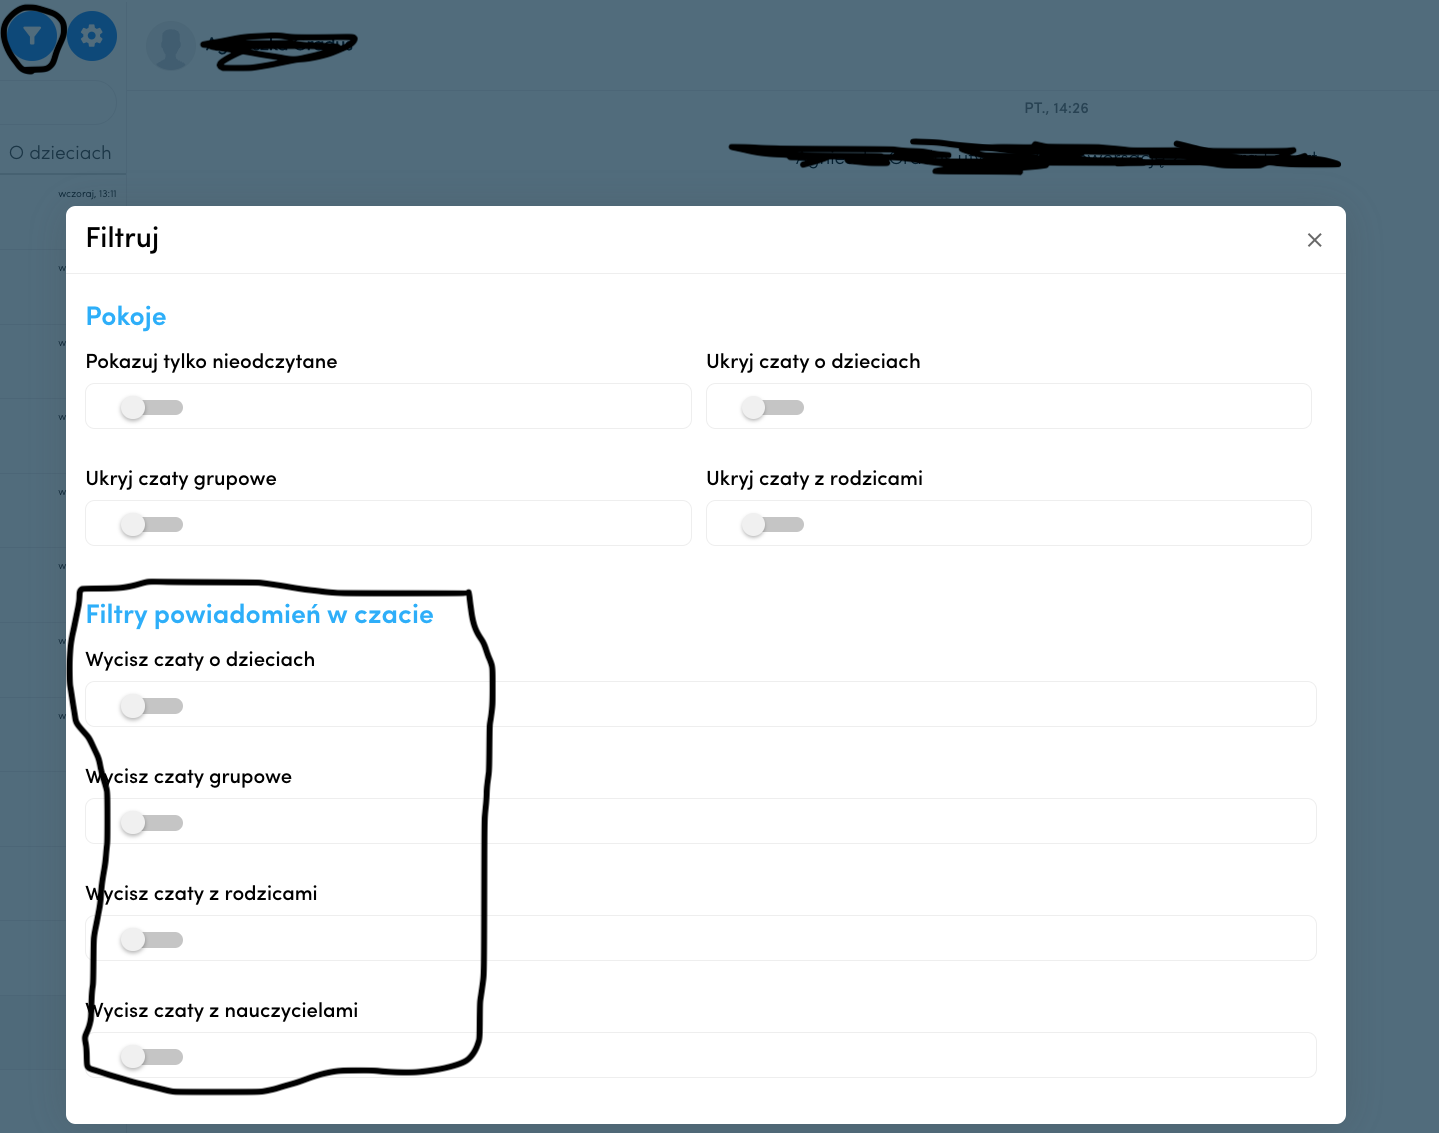 PT., 14:26
O dzieciach
wczoraj, 13:11
Filtruj
Pokoje
Pokazuj tylko nieodczytane
Ukryj czaty o dzieciach
Ukryj czaty grupowe
Ukryj czaty z rodzicami
Filtry powiadomień w czacie
Wycisz czaty o dzieciach
Wycisz czaty grupowe
Wycisz czaty z rodzicami
Wycisz czaty z nauczycielami